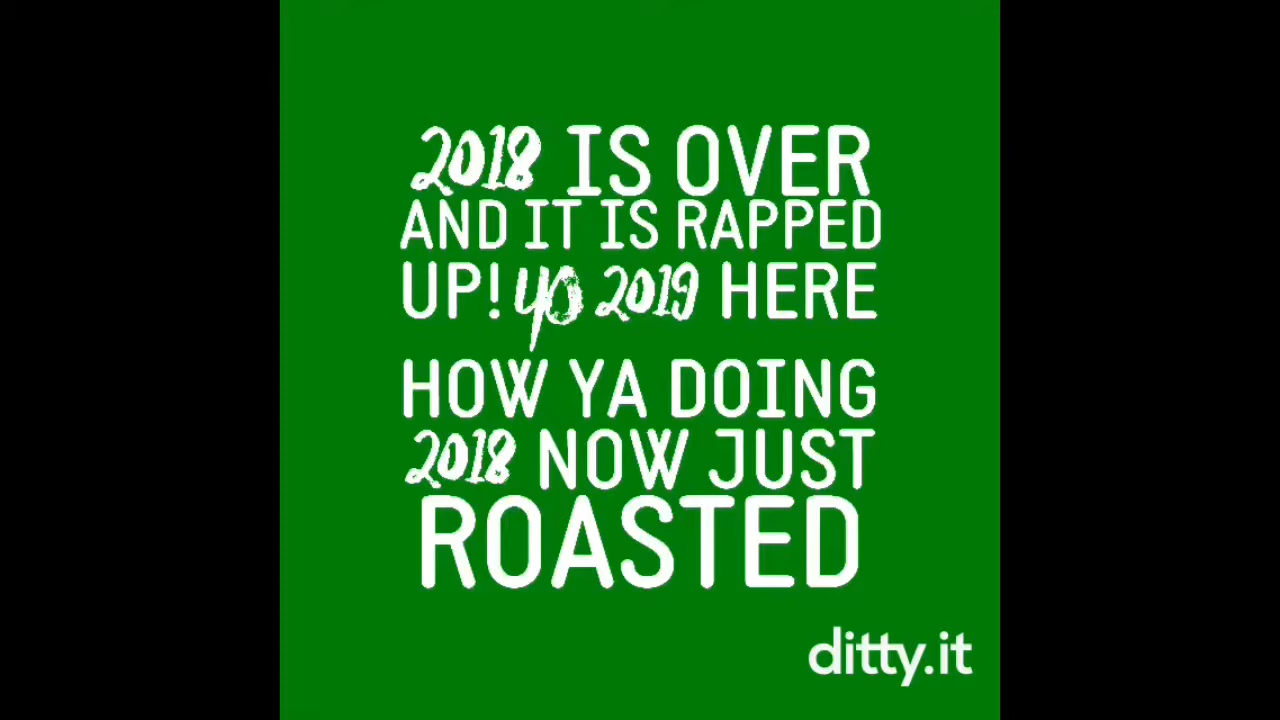 2018 IS OVER
AND IT IS RAPPED
UP! yo 2019 HERE
HOW YA DOING
2018 NOW JUST
ROASTED
ditty.it